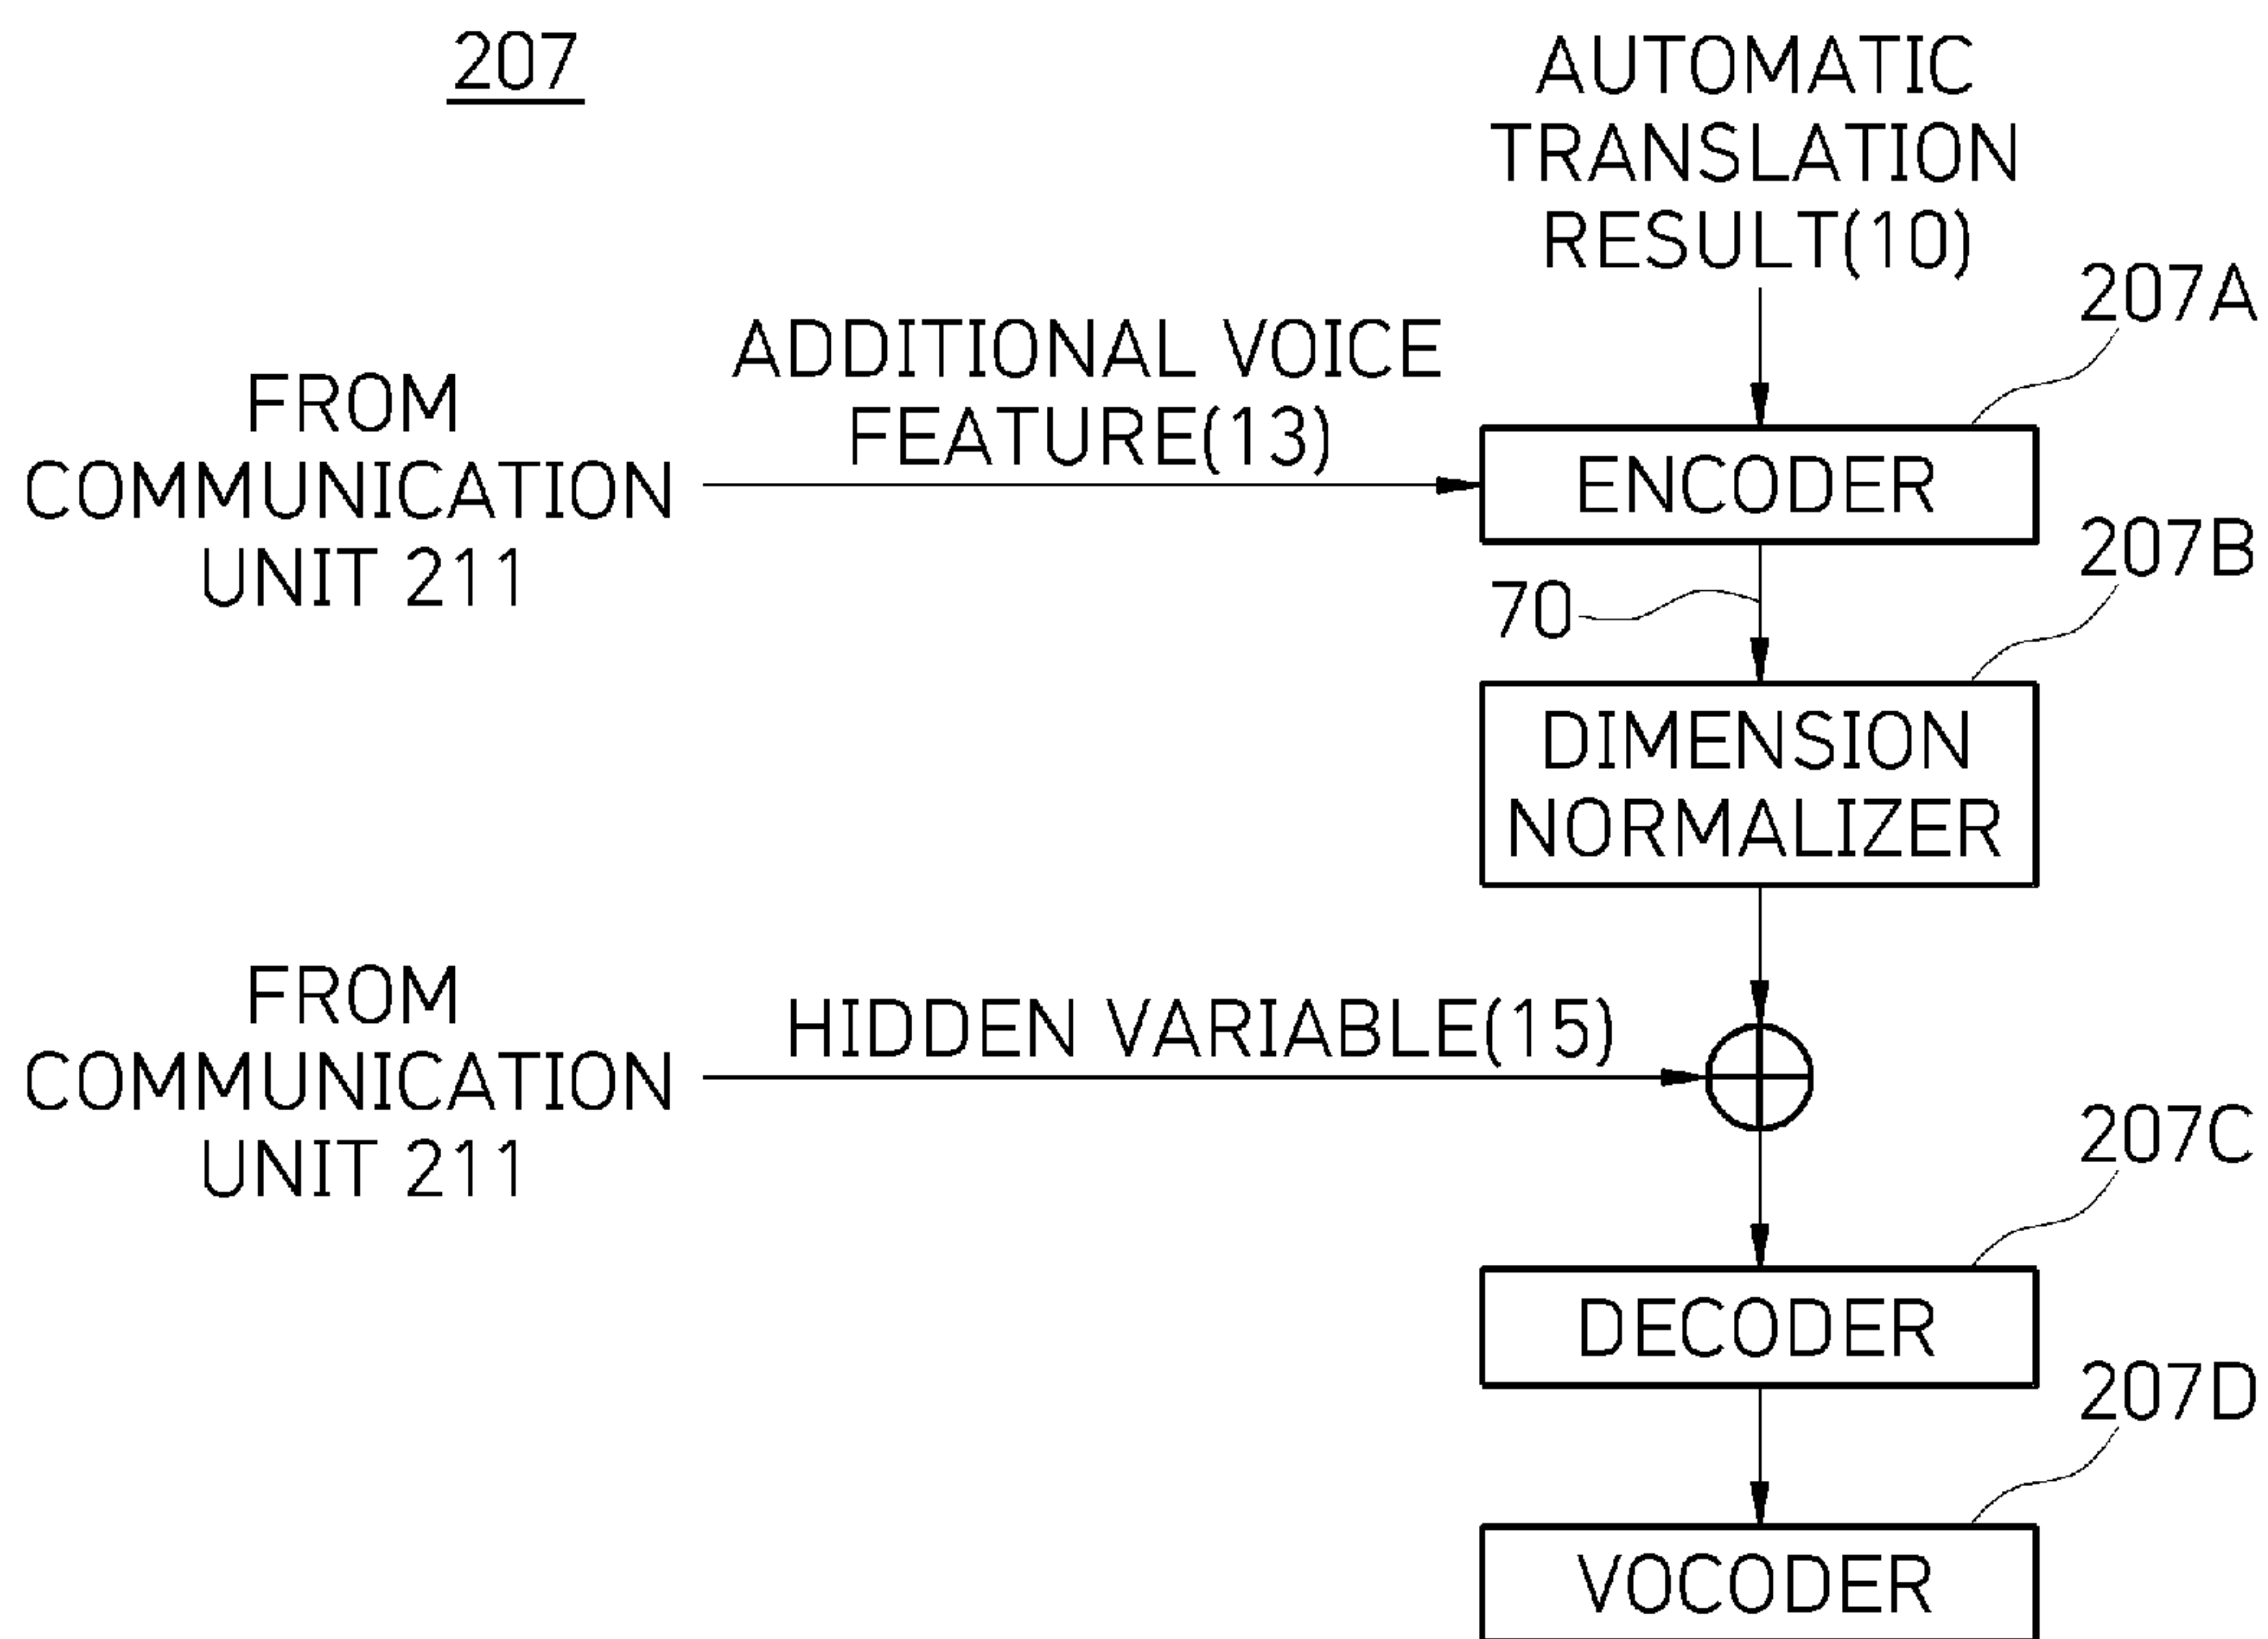 207
AUTOMATIC
TRANSLATION
RESULT(10)
207A
ADDITIONAL VOICE
FEATURE(13)
FROM
COMMUNICATION
UNIT 211
ENCODER
207B
70
DIMENSION
NORMALIZER
FROM
COMMUNICATION
UNIT 211
HIDDEN VARIABLE(15)
207C
DECODER
207D
VOCODER